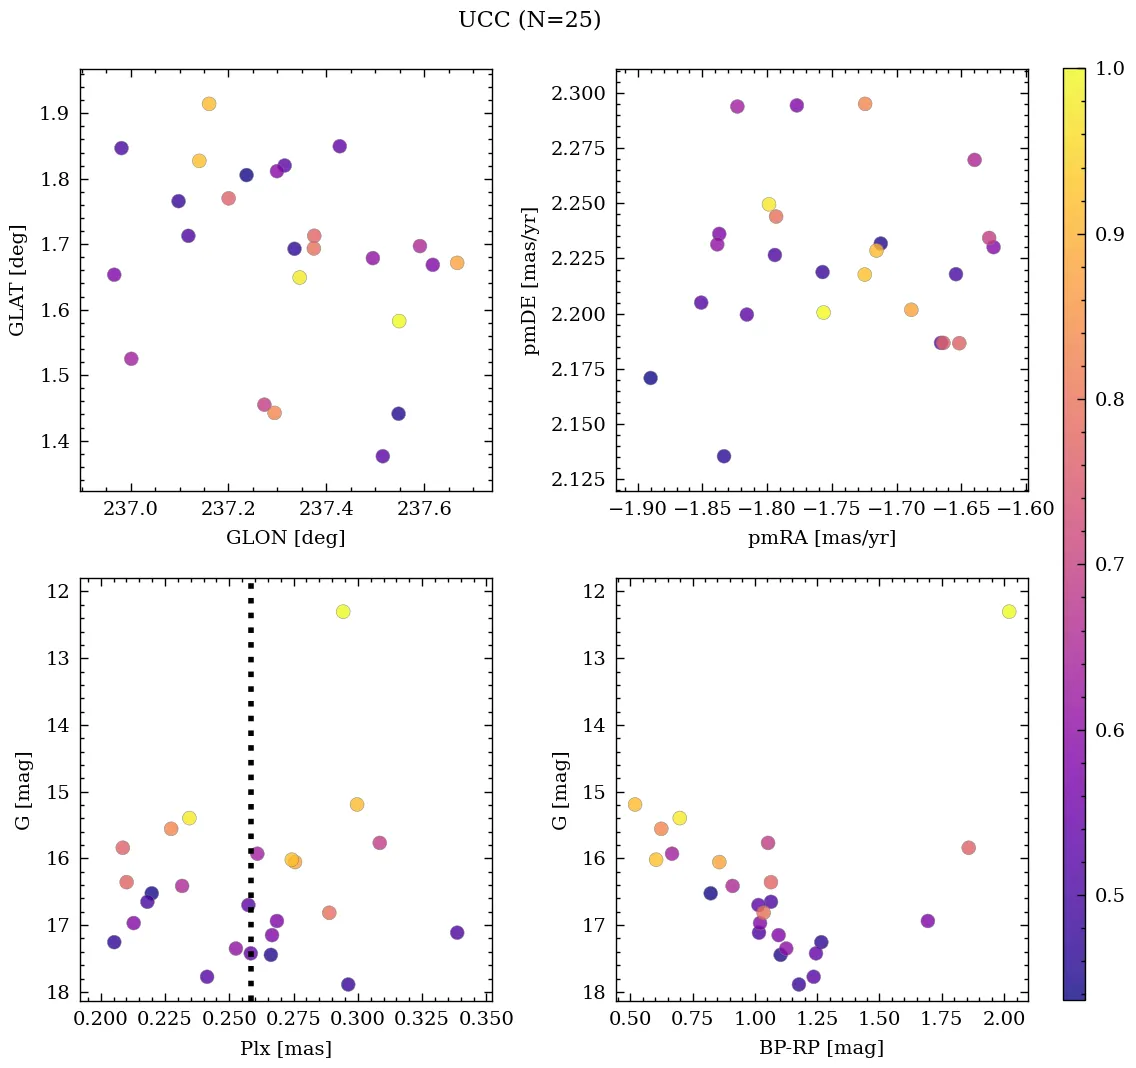 UCC (N=25)
GLAT [deg]
1.9
1.8
1.7
1.6
1.5
1.4
237.0 237.2 237.4 237.6
GLON [deg]
pmDE [mas/yr]
2.300
2.275
2.250
2.225
2.200
2.175
2.150
2.125
−1.90 −1.85 −1.80 −1.75 −1.70 −1.65 −1.60
pmRA [mas/yr]
G [mag]
12
13
14
15
16
17
18
0.200 0.225 0.250 0.275 0.300 0.325 0.350
Plx [mas]
G [mag]
12
13
14
15
16
17
18
0.50 0.75 1.00 1.25 1.50 1.75 2.00
BP-RP [mag]
1.0
0.9
0.8
0.7
0.6
0.5